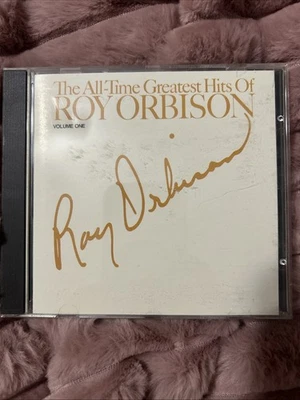 The All-Time Greatest Hits Of
ROY ORBISON
VOLUME ONE
Roy Orbison